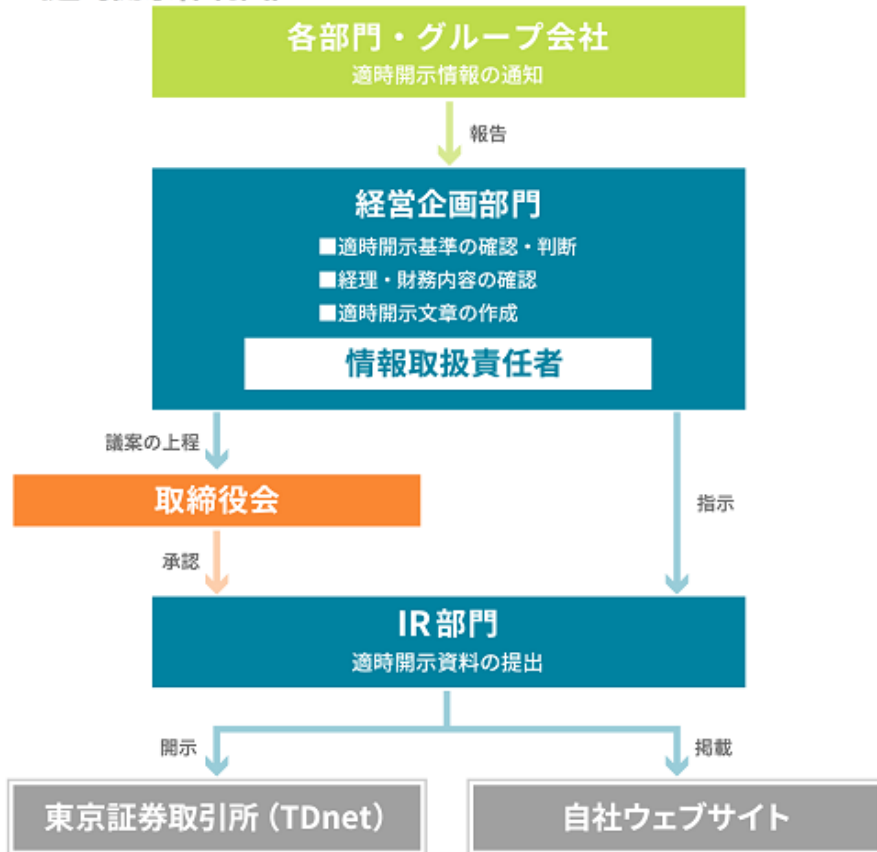 各部門・グループ会社
適時開示情報の通知
報告
経営企画部門
■適時開示基準の確認・判断
■経理・財務内容の確認
■適時開示文章の作成
情報取扱責任者
議案の上程
取締役会
指示
承認
IR部門
適時開示資料の提出
開示
掲載
東京証券取引所（TDnet）
自社ウェブサイト